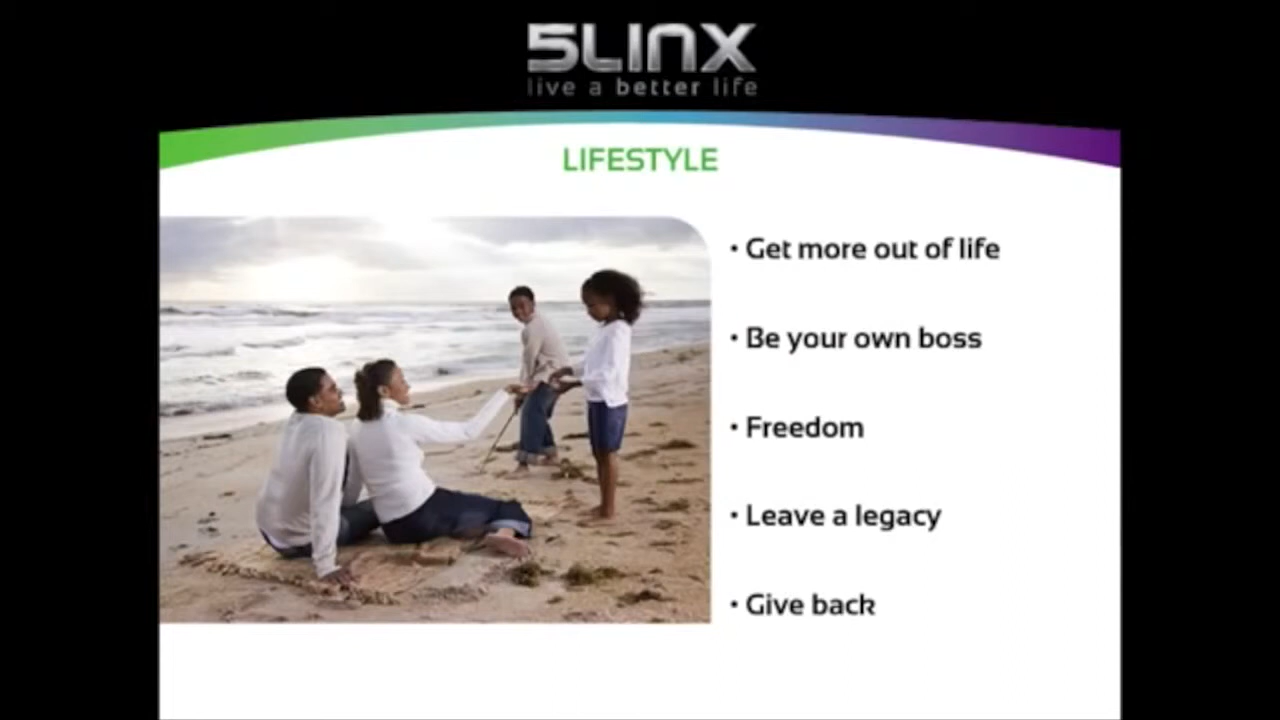 5LINX
live a better life
LIFESTYLE
• Get more out of life
• Be your own boss
• Freedom
• Leave a legacy
• Give back